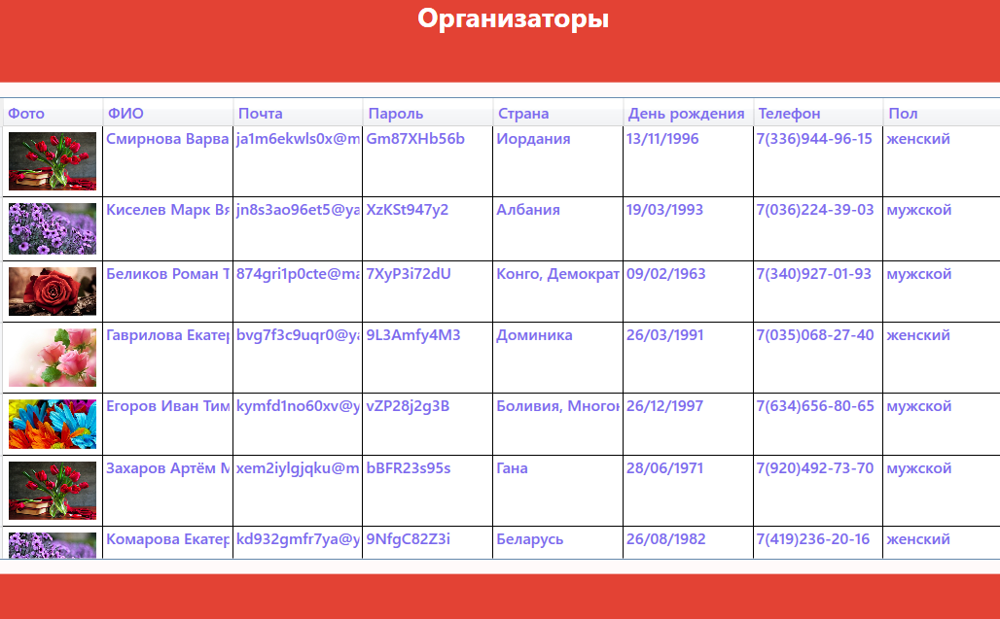 Организаторы
Фото ФИО Почта Пароль Страна День рождения Телефон Пол
Смирнова Варва ja1m6ekwls0x@m Gm87XHb56b Иордания 13/11/1996 7(336)944-96-15 женский
Киселев Марк Вя jn8s3ao96et5@ya XzKSt947y2 Албания 19/03/1993 7(036)224-39-03 мужской
Беликов Роман Т 874gri1p0cte@ma 7XyP3i72dU Конго, Демократ 09/02/1963 7(340)927-01-93 мужской
Гаврилова Екатер bvg7f3c9uqr0@ya 9L3Amfy4M3 Доминика 26/03/1991 7(035)068-27-40 женский
Егоров Иван Тим kymfd1no60xv@y vZP28j2g3B Боливия, Многон 26/12/1997 7(634)656-80-65 мужской
Захаров Артём М xem2iylgjqku@m bBFR23s95s Гана 28/06/1971 7(920)492-73-70 мужской
Комарова Екатер kd932gmfr7ya@y 9NfgC82Z3i Беларусь 26/08/1982 7(419)236-20-16 женский